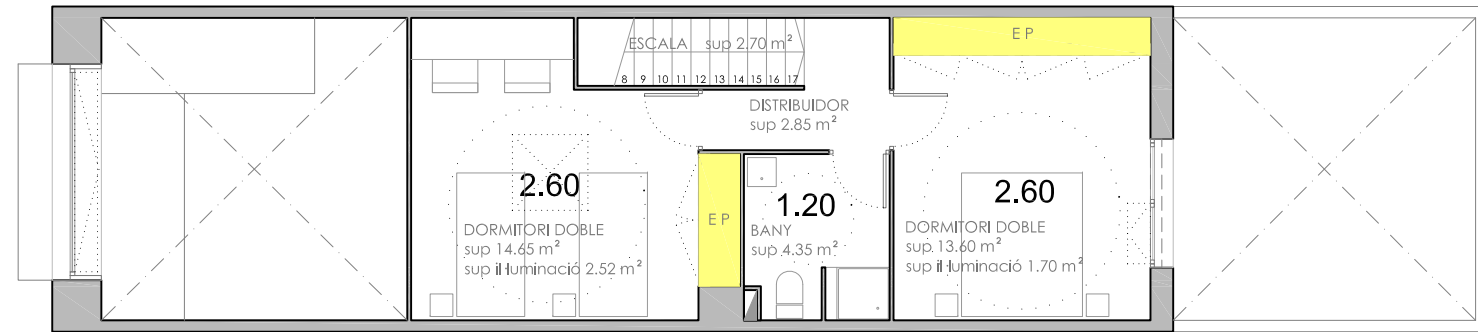 E P
ESCALA sup 2.70 m²
8 9 10 11 12 13 14 15 16 17
DISTRIBUIDOR
sup 2.85 m²
2.60
DORMITORI DOBLE
sup 14.65 m²
sup il·luminació 2.52 m²
E P
1.20
BANY
sup 4.35 m²
2.60
DORMITORI DOBLE
sup 13.60 m²
sup il·luminació 1.70 m²